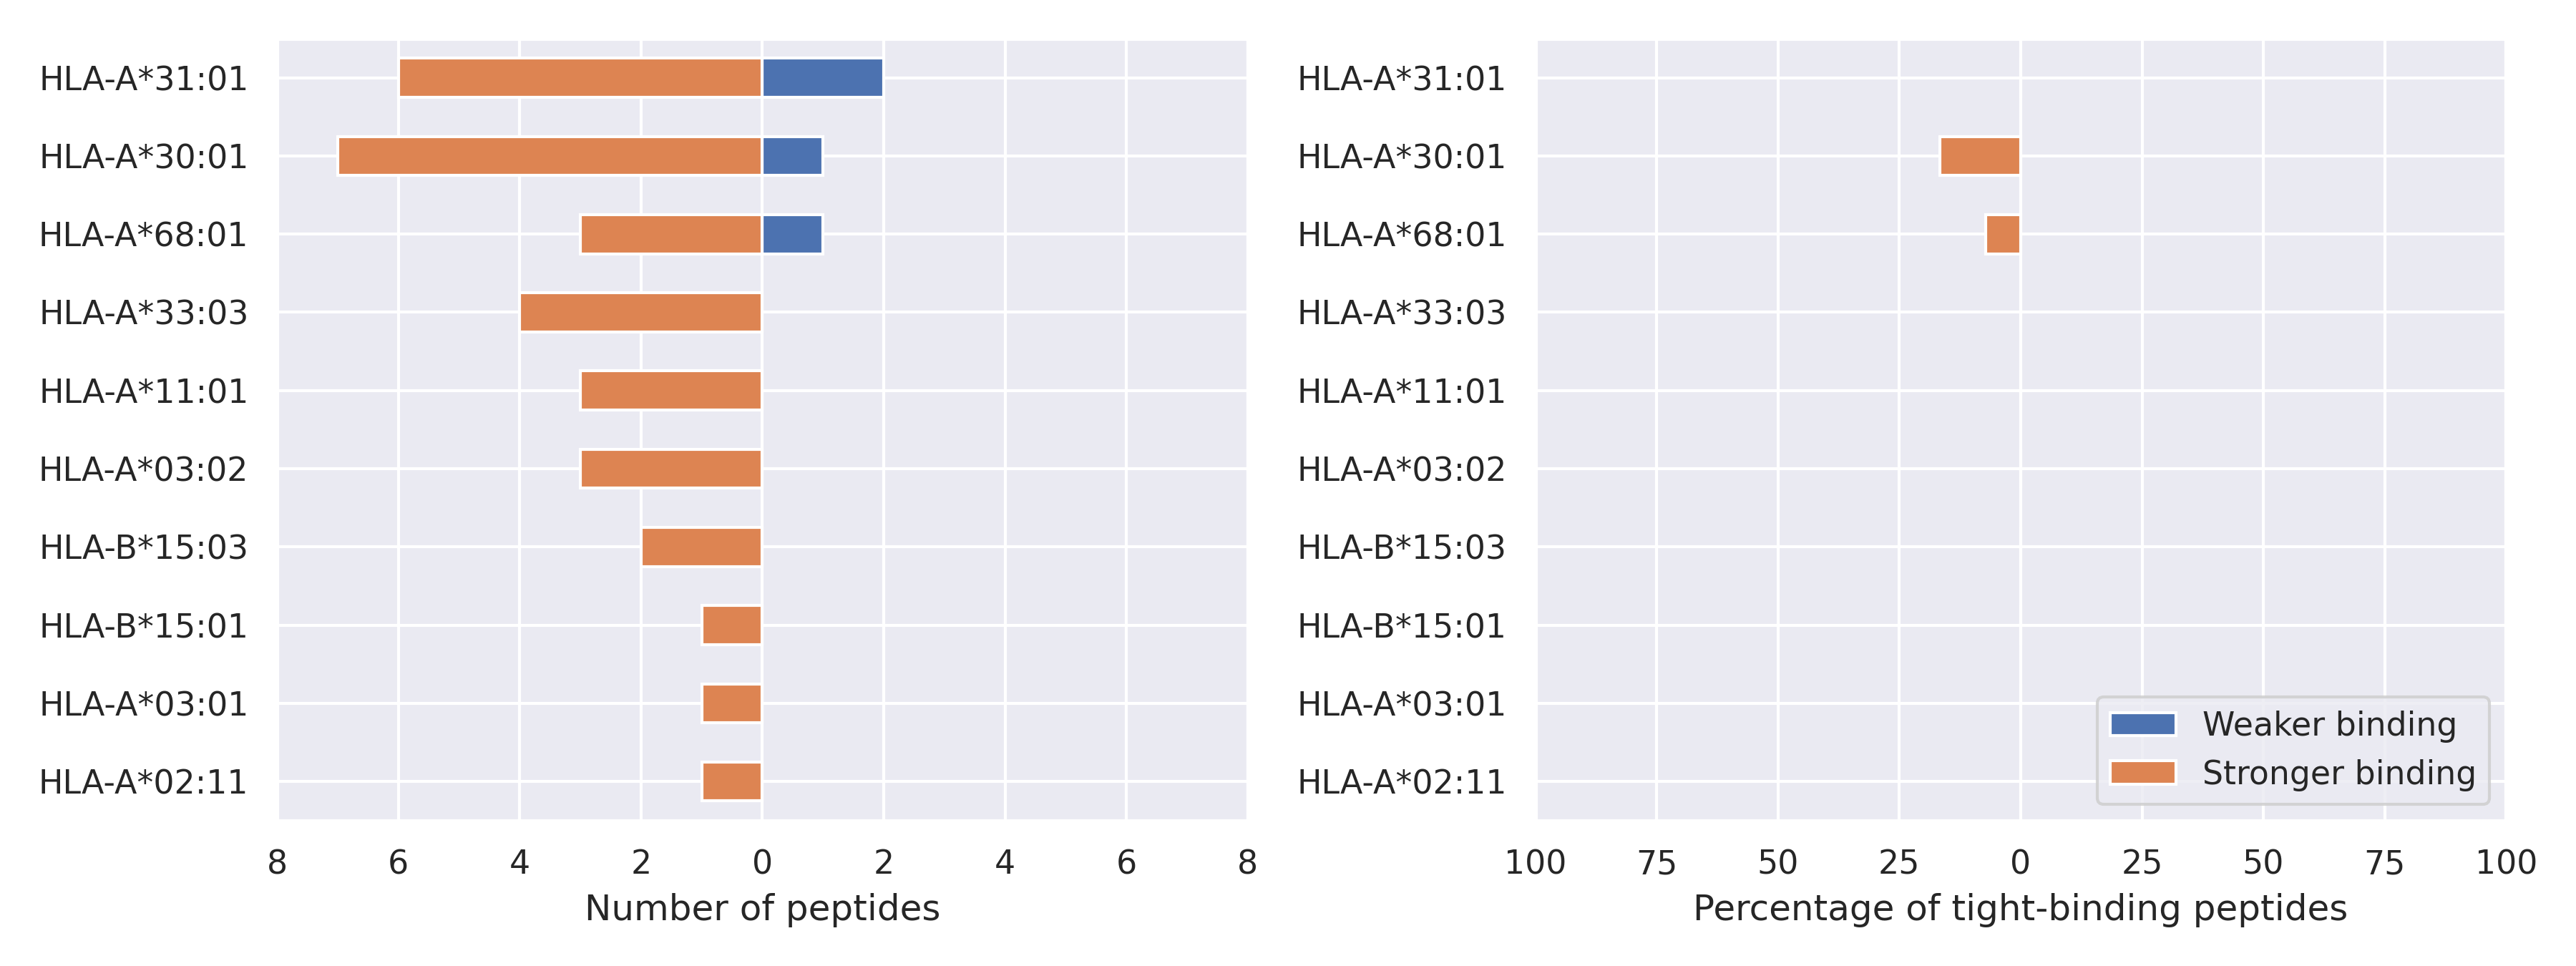 HLA-A*31:01
HLA-A*30:01
HLA-A*68:01
HLA-A*33:03
HLA-A*11:01
HLA-A*03:02
HLA-B*15:03
HLA-B*15:01
HLA-A*03:01
HLA-A*02:11
8 6 4 2 0 2 4 6 8
Number of peptides
HLA-A*31:01
HLA-A*30:01
HLA-A*68:01
HLA-A*33:03
HLA-A*11:01
HLA-A*03:02
HLA-B*15:03
HLA-B*15:01
HLA-A*03:01
HLA-A*02:11
Weaker binding
Stronger binding
100 75 50 25 0 25 50 75 100
Percentage of tight-binding peptides